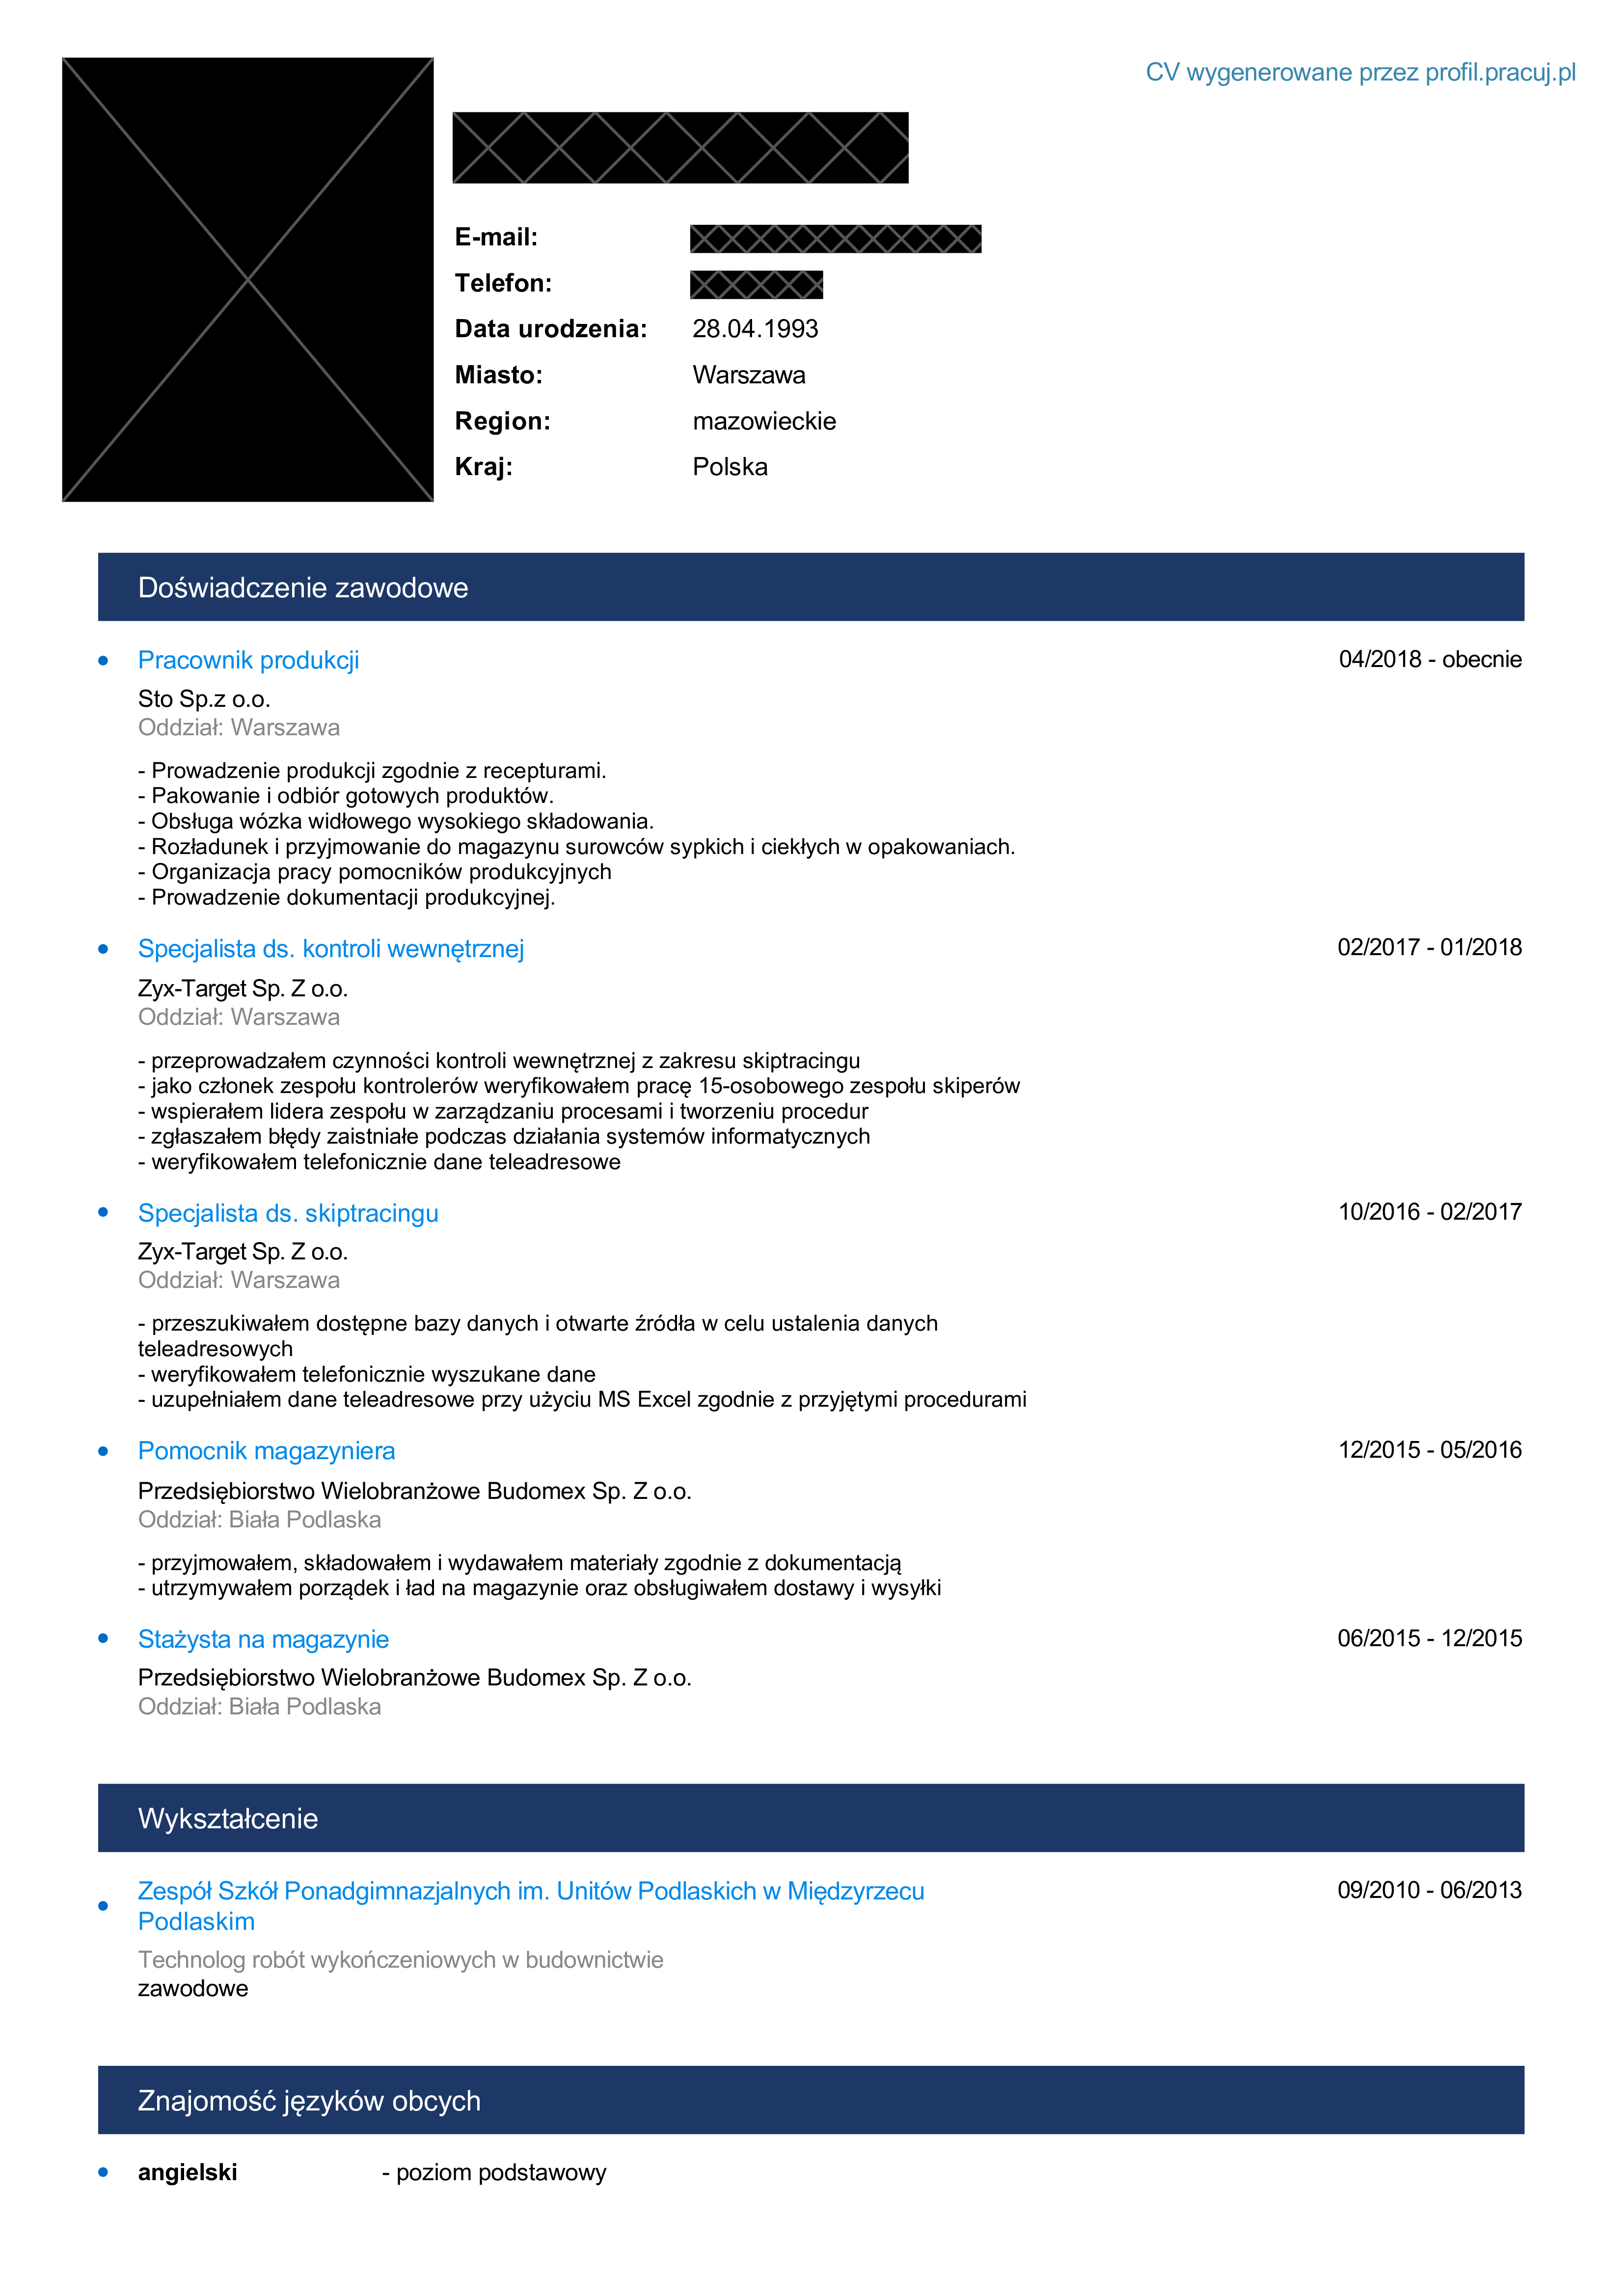 CV wygenerowane przez profil.pracuj.pl
E-mail:
Telefon:
Data urodzenia: 28.04.1993
Miasto: Warszawa
Region: mazowieckie
Kraj: Polska
Doświadczenie zawodowe
Pracownik produkcji 04/2018 - obecnie
Sto Sp.z o.o.
Oddział: Warszawa
- Prowadzenie produkcji zgodnie z recepturami.
- Pakowanie i odbiór gotowych produktów.
- Obsługa wózka widłowego wysokiego składowania.
- Rozładunek i przyjmowanie do magazynu surowców sypkich i ciekłych w opakowaniach.
- Organizacja pracy pomocników produkcyjnych
- Prowadzenie dokumentacji produkcyjnej.
Specjalista ds. kontroli wewnętrznej 02/2017 - 01/2018
Zyx-Target Sp. Z o.o.
Oddział: Warszawa
- przeprowadzałem czynności kontroli wewnętrznej z zakresu skiptracingu
- jako członek zespołu kontrolerów weryfikowałem pracę 15-osobowego zespołu skiperów
- wspierałem lidera zespołu w zarządzaniu procesami i tworzeniu procedur
- zgłaszałem błędy zaistniałe podczas działania systemów informatycznych
- weryfikowałem telefonicznie dane teleadresowe
Specjalista ds. skiptracingu 10/2016 - 02/2017
Zyx-Target Sp. Z o.o.
Oddział: Warszawa
- przeszukiwałem dostępne bazy danych i otwarte źródła w celu ustalenia danych
teleadresowych
- weryfikowałem telefonicznie wyszukane dane
- uzupełniałem dane teleadresowe przy użyciu MS Excel zgodnie z przyjętymi procedurami
Pomocnik magazyniera 12/2015 - 05/2016
Przedsiębiorstwo Wielobranżowe Budomex Sp. Z o.o.
Oddział: Biała Podlaska
- przyjmowałem, składowałem i wydawałem materiały zgodnie z dokumentacją
- utrzymywałem porządek i ład na magazynie oraz obsługiwałem dostawy i wysyłki
Stażysta na magazynie 06/2015 - 12/2015
Przedsiębiorstwo Wielobranżowe Budomex Sp. Z o.o.
Oddział: Biała Podlaska
Wykształcenie
Zespół Szkół Ponadgimnazjalnych im. Unitów Podlaskich w Międzyrzecu 09/2010 - 06/2013
Podlaskim
Technolog robót wykończeniowych w budownictwie
zawodowe
Znajomość języków obcych
angielski - poziom podstawowy